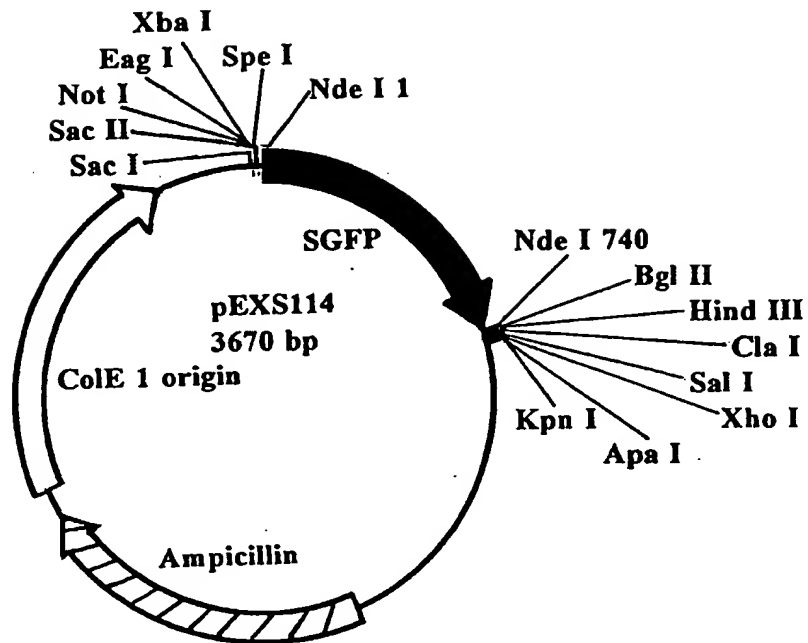 Xba I
Eag I
Spe I
Not I
Nde I 1
Sac II
Sac I
SGFP
Nde I 740
Bgl II
pEXS114
3670 bp
Hind III
Cla I
ColE 1 origin
Sal I
Kpn I
Xho I
Apa I
Ampicillin